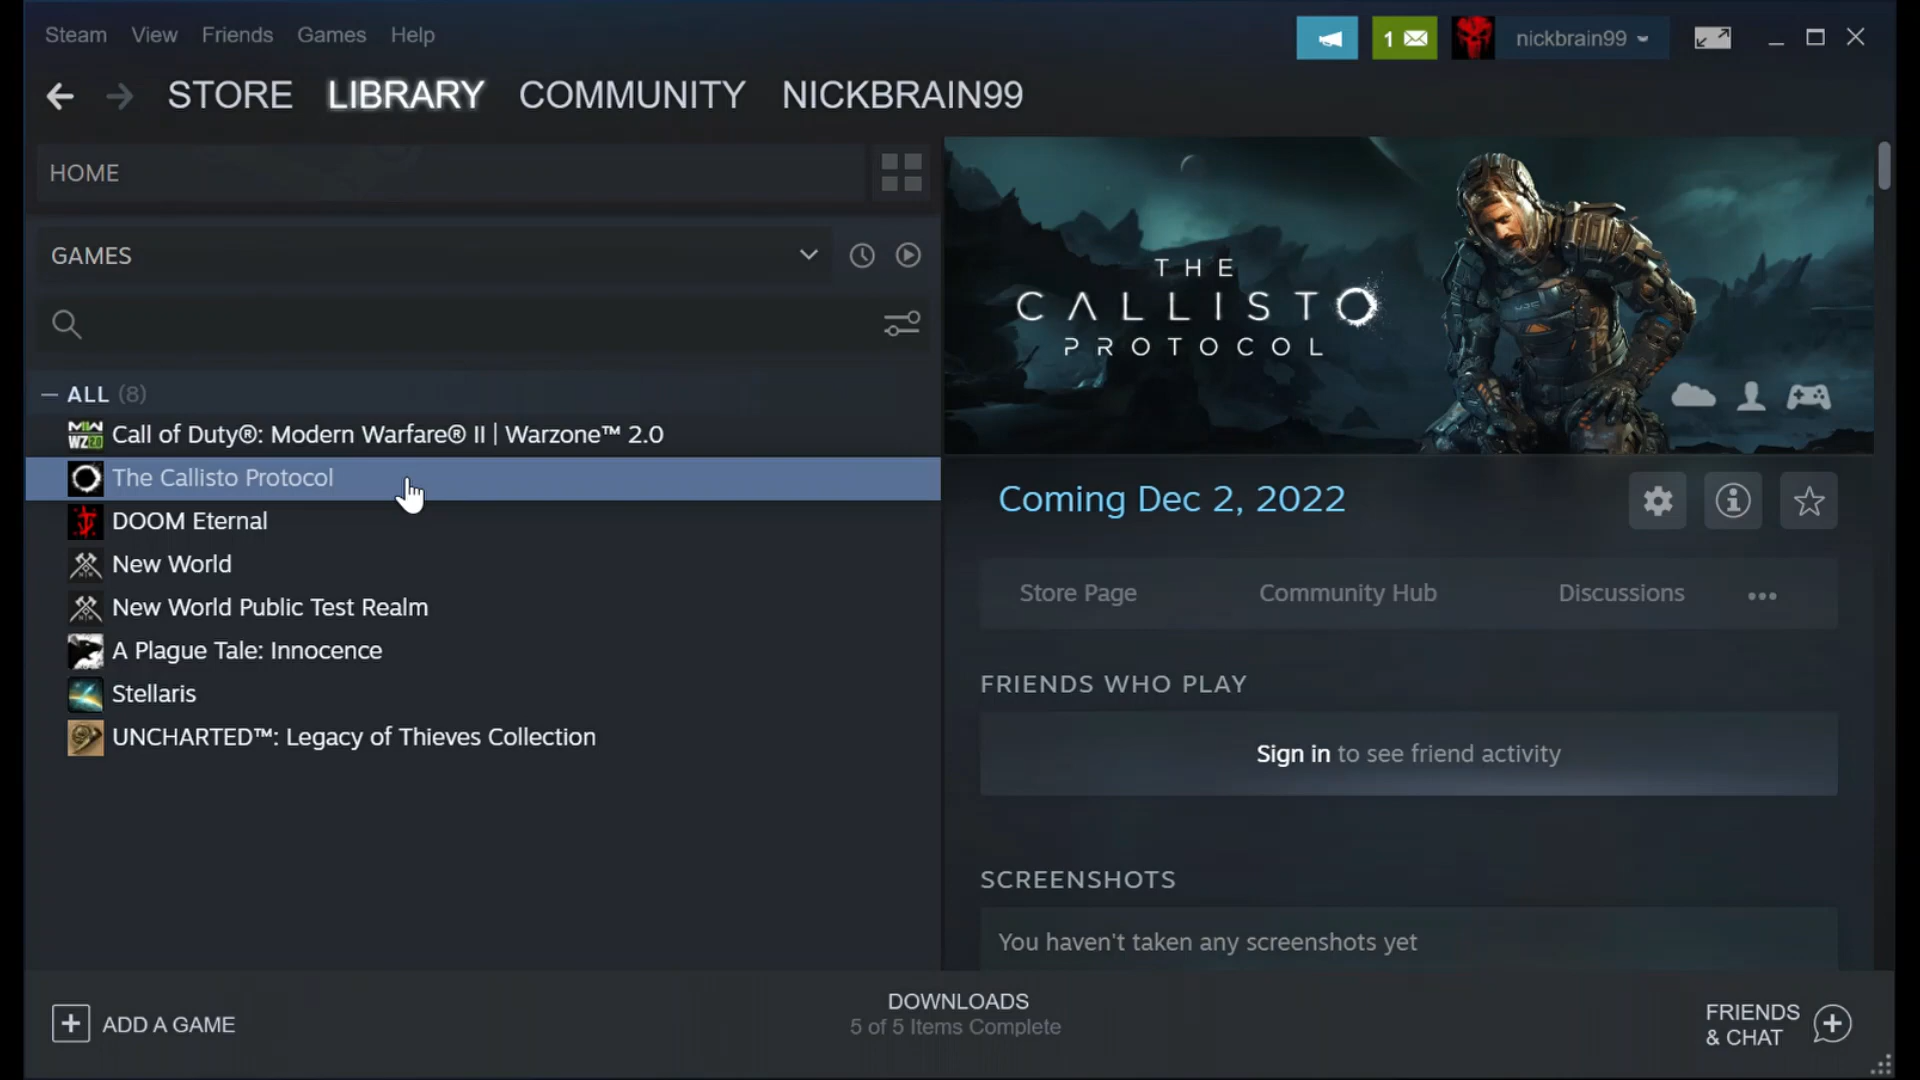 Steam View Friends Games Help
1
nickbrain99
STORE LIBRARY COMMUNITY NICKBRAIN99
HOME
GAMES
ALL (8)
MW WZ2.0 Call of Duty®: Modern Warfare® II | Warzone™ 2.0
The Callisto Protocol
DOOM Eternal
New World
New World Public Test Realm
A Plague Tale: Innocence
Stellaris
UNCHARTED™: Legacy of Thieves Collection
THE
CALLISTO
PROTOCOL
Coming Dec 2, 2022
Store Page Community Hub Discussions
FRIENDS WHO PLAY
Sign in to see friend activity
SCREENSHOTS
You haven't taken any screenshots yet
ADD A GAME
DOWNLOADS
5 of 5 Items Complete
FRIENDS
& CHAT